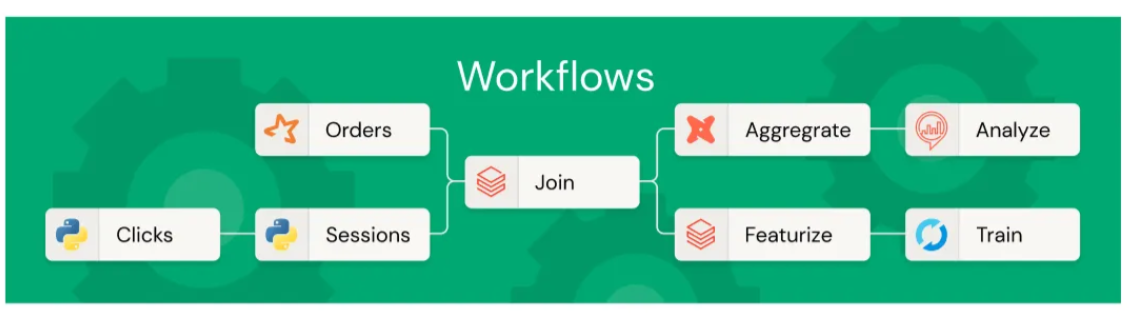 Workflows
Orders
Aggregrate
Analyze
Join
Clicks
Sessions
Featurize
Train